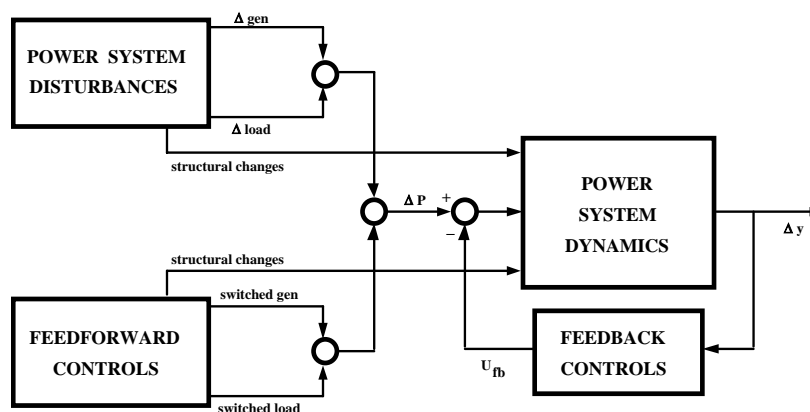 Δ gen
POWER SYSTEM
DISTURBANCES
Δ load
structural changes
POWER
SYSTEM
DYNAMICS
Δ P
+
−
Δ y
structural changes
switched gen
FEEDFORWARD
CONTROLS
switched load
FEEDBACK
CONTROLS
U fb